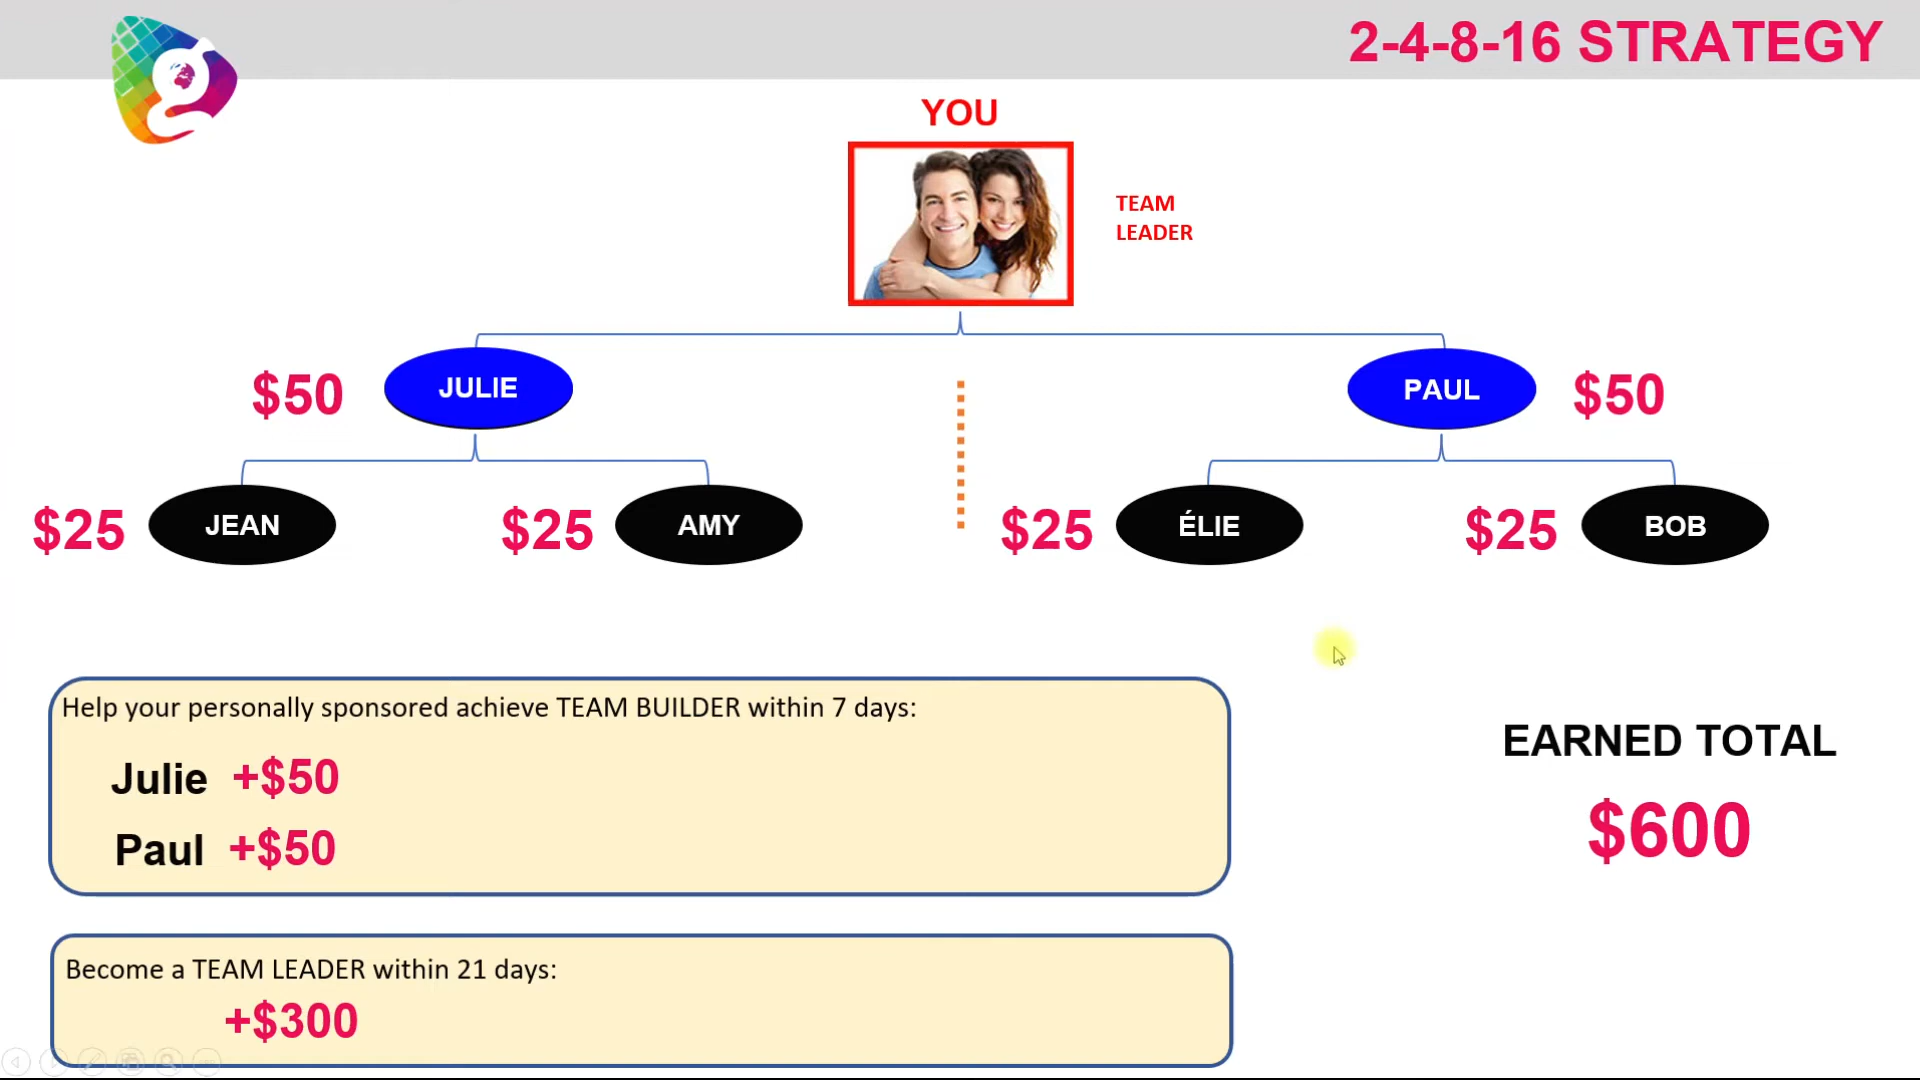 2-4-8-16 STRATEGY
YOU
TEAM
LEADER
$50 JULIE
PAUL $50
$25 JEAN
$25 AMY
$25 ÉLIE
$25 BOB
Help your personally sponsored achieve TEAM BUILDER within 7 days:
Julie +$50
Paul +$50
EARNED TOTAL
$600
Become a TEAM LEADER within 21 days:
+$300